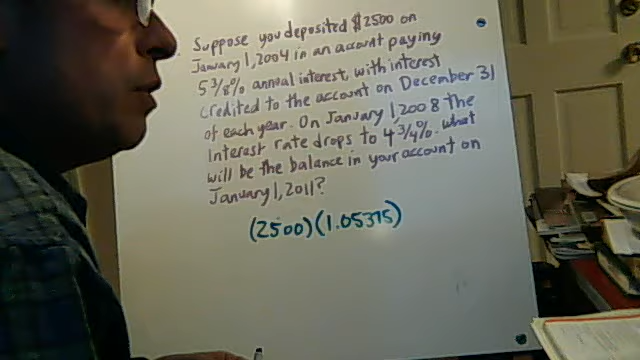 Suppose you deposited $2500 on
January 1, 2004 in an account paying
5 3/8% annual interest, with interest
credited to the account on December 31
of each year. On January 1, 2008 the
interest rate drops to 4 3/4%. What
will be the balance in your account on
January 1, 2011?
(2500)(1.05375)